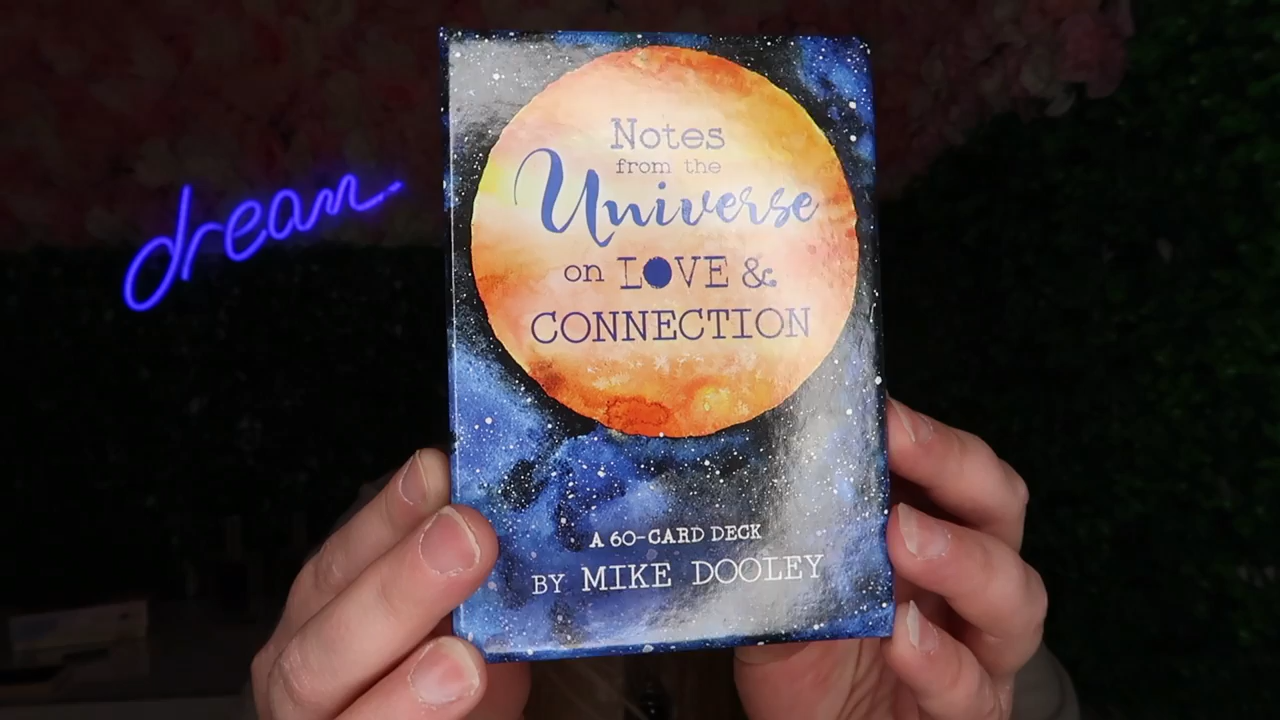 dream
Notes
from the
Universe
on LOVE &
CONNECTION
A 60-CARD DECK
BY MIKE DOOLEY